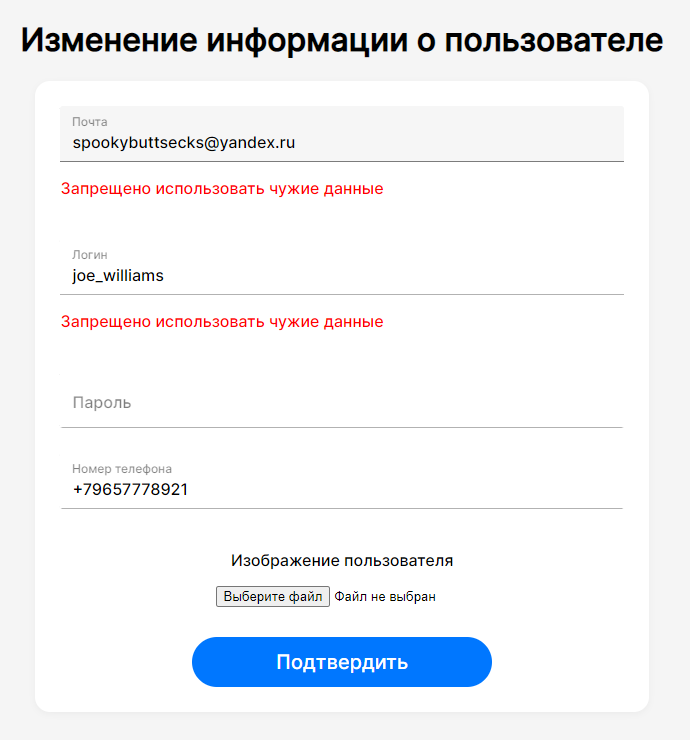 Изменение информации о пользователе
Почта
spookybuttsecks@yandex.ru
Запрещено использовать чужие данные
Логин
joe_williams
Запрещено использовать чужие данные
Пароль
Номер телефона
+79657778921
Изображение пользователя
Выберите файл Файл не выбран
Подтвердить